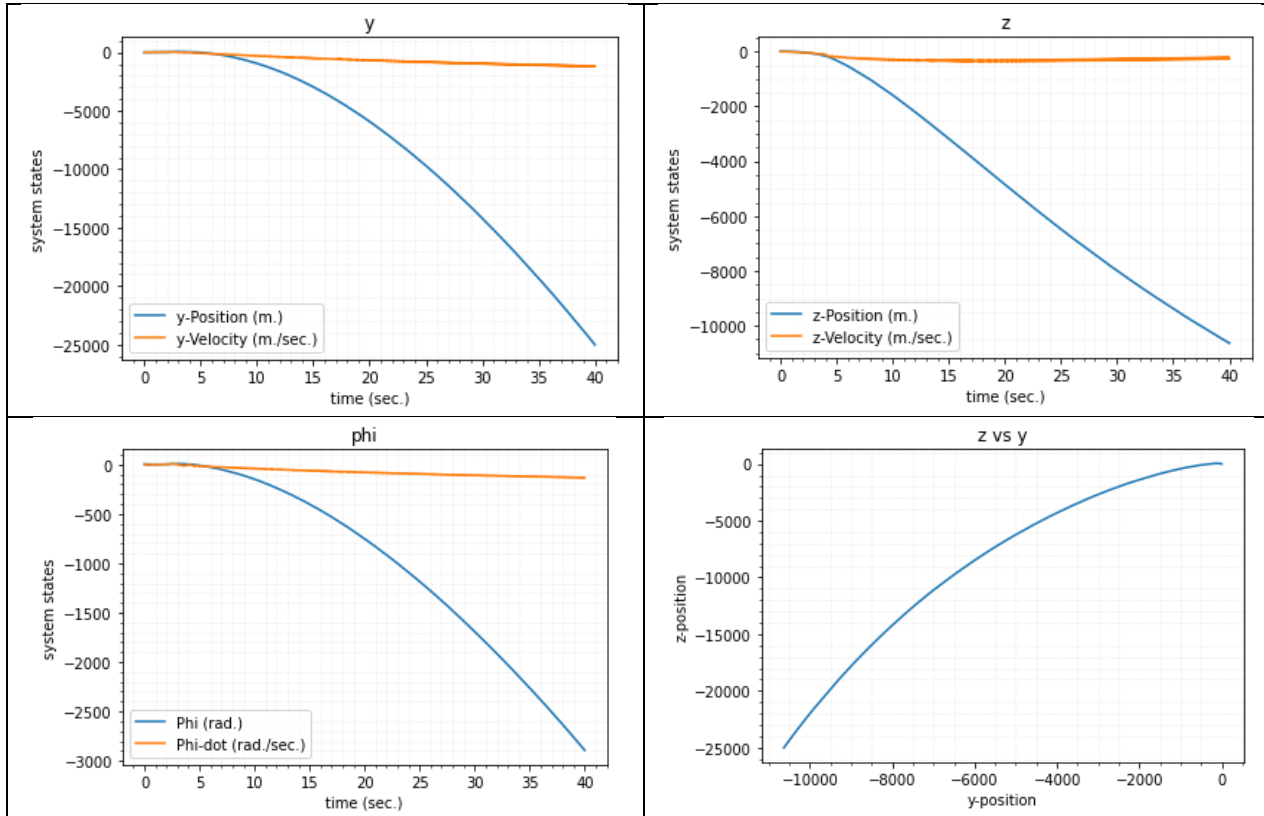 y
0
−5000
−10000
−15000
−20000
−25000
system states
y-Position (m.)
y-Velocity (m./sec.)
0 5 10 15 20 25 30 35 40
time (sec.)
z
0
−2000
−4000
−6000
−8000
−10000
system states
z-Position (m.)
z-Velocity (m./sec.)
0 5 10 15 20 25 30 35 40
time (sec.)
phi
0
−500
−1000
−1500
−2000
−2500
−3000
system states
Phi (rad.)
Phi-dot (rad./sec.)
0 5 10 15 20 25 30 35 40
time (sec.)
z vs y
0
−5000
−10000
−15000
−20000
−25000
z-position
−10000 −8000 −6000 −4000 −2000 0
y-position